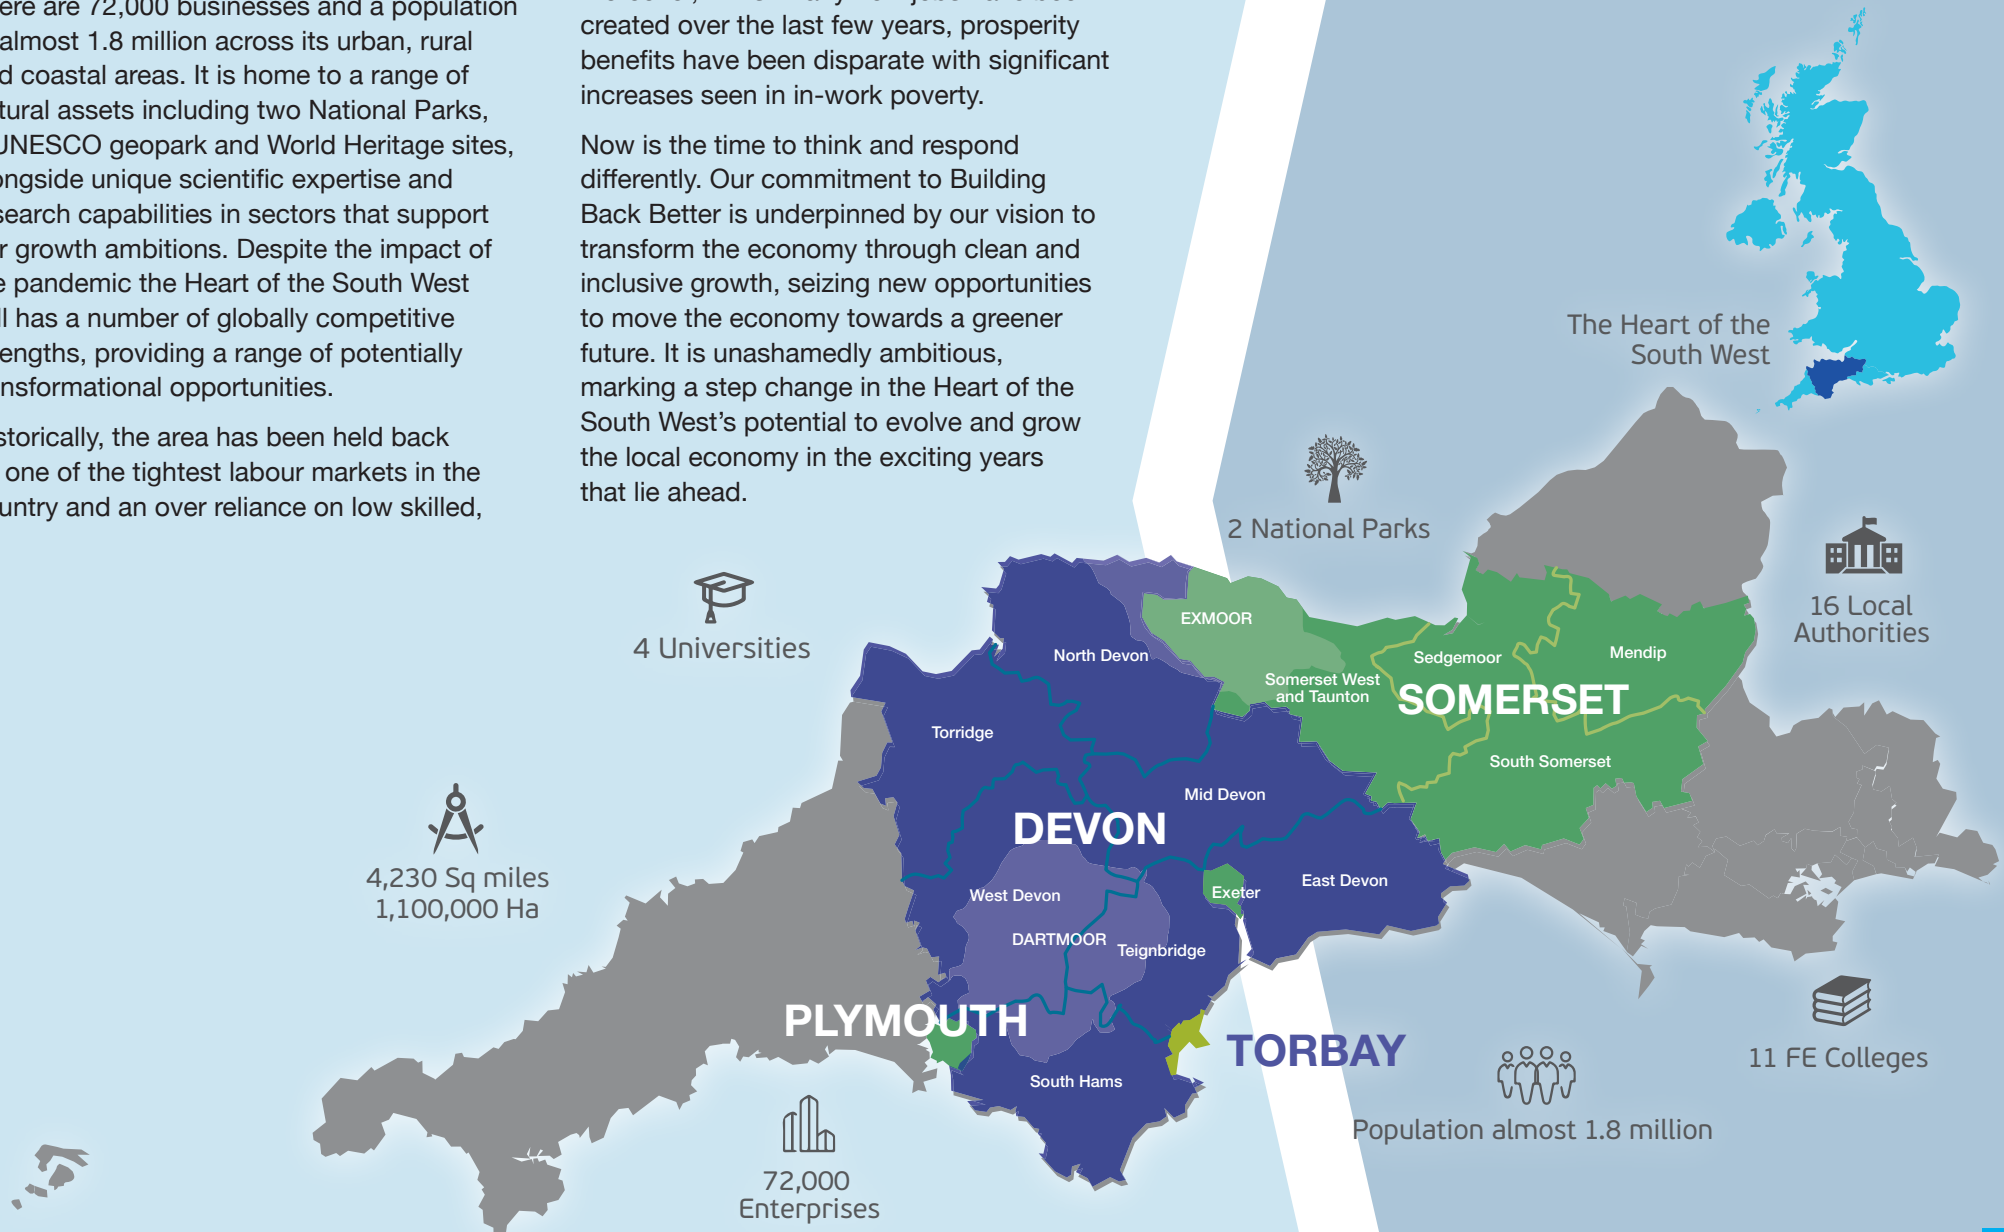 ere are 72,000 businesses and a population
almost 1.8 million across its urban, rural
d coastal areas. It is home to a range of
tural assets including two National Parks,
UNESCO geopark and World Heritage sites,
ongside unique scientific expertise and
search capabilities in sectors that support
r growth ambitions. Despite the impact of
e pandemic the Heart of the South West
ll has a number of globally competitive
engths, providing a range of potentially
ansformational opportunities.
storically, the area has been held back
one of the tightest labour markets in the
untry and an over reliance on low skilled,
created over the last few years, prosperity
benefits have been disparate with significant
increases seen in in-work poverty.
Now is the time to think and respond
differently. Our commitment to Building
Back Better is underpinned by our vision to
transform the economy through clean and
inclusive growth, seizing new opportunities
to move the economy towards a greener
future. It is unashamedly ambitious,
marking a step change in the Heart of the
South West's potential to evolve and grow
the local economy in the exciting years
that lie ahead.
The Heart of the
South West
2 National Parks
16 Local
Authorities
4 Universities
4,230 Sq miles
1,100,000 Ha
EXMOOR
North Devon
Somerset West
and Taunton
Sedgemoor
Mendip
SOMERSET
South Somerset
Torridge
Mid Devon
DEVON
West Devon
Exeter
East Devon
DARTMOOR
Teignbridge
PLYMOUTH
TORBAY
South Hams
11 FE Colleges
Population almost 1.8 million
72,000
Enterprises